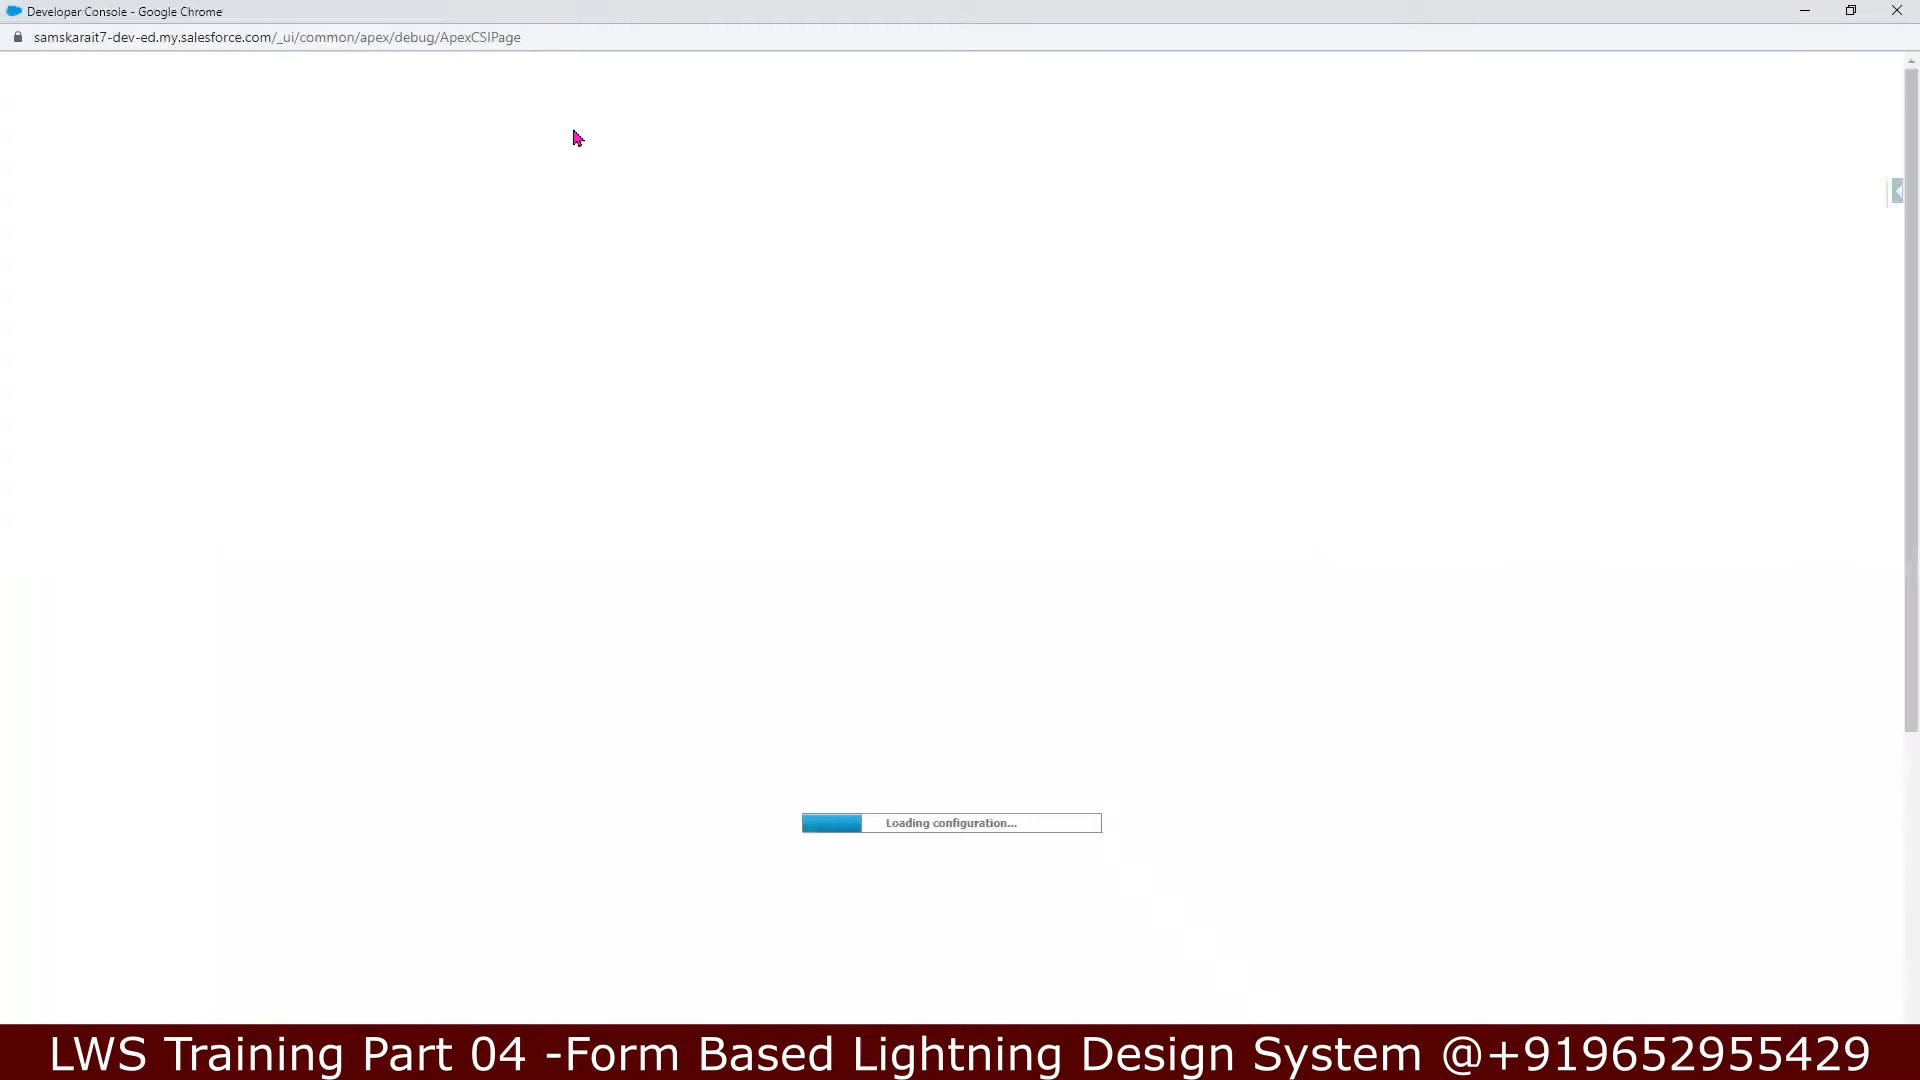 Developer Console - Google Chrome
samskarait7-dev-ed.my.salesforce.com/_ui/common/apex/debug/ApexCSIPage
Loading configuration...
LWS Training Part 04 -Form Based Lightning Design System @+919652955429